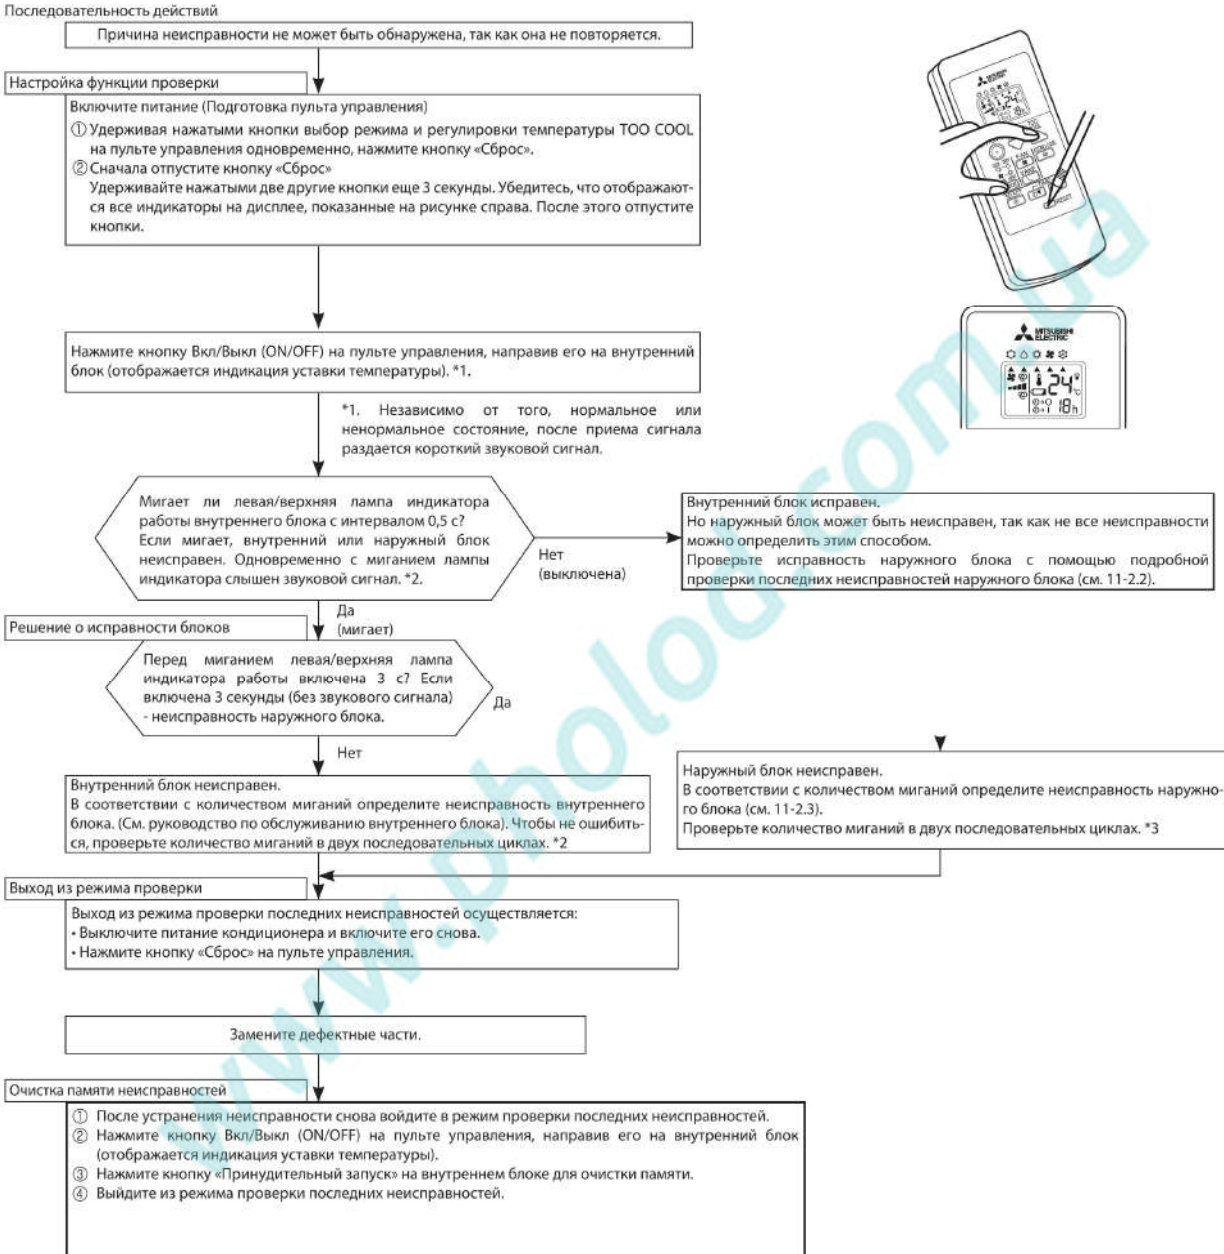 Последовательность действий
Причина неисправности не может быть обнаружена, так как она не повторяется.
Настройка функции проверки
Включите питание (Подготовка пульта управления)
① Удерживая нажатыми кнопки выбор режима и регулировки температуры TOO COOL
на пульте управления одновременно, нажмите кнопку «Сброс».
② Сначала отпустите кнопку «Сброс»
Удерживайте нажатыми две другие кнопки еще 3 секунды. Убедитесь, что отображают-
ся все индикаторы на дисплее, показанные на рисунке справа. После этого отпустите
кнопки.
Нажмите кнопку Вкл/Выкл (ON/OFF) на пульте управления, направив его на внутренний
блок (отображается индикация уставки температуры). *1.
*1. Независимо от того, нормальное или
ненормальное состояние, после приема сигнала
раздается короткий звуковой сигнал.
MITSUBISHI
ELECTRIC
24°C
18h
Мигает ли левая/верхняя лампа индикатора
работы внутреннего блока с интервалом 0,5 с?
Если мигает, внутренний или наружный блок
неисправен. Одновременно с миганием лампы
индикатора слышен звуковой сигнал. *2.
Нет
(выключена)
Внутренний блок исправен.
Но наружный блок может быть неисправен, так как не все неисправности
можно определить этим способом.
Проверьте исправность наружного блока с помощью подробной
проверки последних неисправностей наружного блока (см. 11-2.2).
Да
(мигает)
Решение о исправности блоков
Перед миганием левая/верхняя лампа
индикатора работы включена 3 с? Если
включена 3 секунды (без звукового сигнала)
- неисправность наружного блока.
Да
Нет
Внутренний блок неисправен.
В соответствии с количеством миганий определите неисправность внутреннего
блока. (См. руководство по обслуживанию внутреннего блока). Чтобы не ошибить-
ся, проверьте количество миганий в двух последовательных циклах. *2
Наружный блок неисправен.
В соответствии с количеством миганий определите неисправность наружно-
го блока (см. 11-2.3).
Проверьте количество миганий в двух последовательных циклах. *3
Выход из режима проверки
Выход из режима проверки последних неисправностей осуществляется:
• Выключите питание кондиционера и включите его снова.
• Нажмите кнопку «Сброс» на пульте управления.
Замените дефектные части.
Очистка памяти неисправностей
① После устранения неисправности снова войдите в режим проверки последних неисправностей.
② Нажмите кнопку Вкл/Выкл (ON/OFF) на пульте управления, направив его на внутренний блок
(отображается индикация уставки температуры).
③ Нажмите кнопку «Принудительный запуск» на внутреннем блоке для очистки памяти.
④ Выйдите из режима проверки последних неисправностей.
www.pholod.com.ua